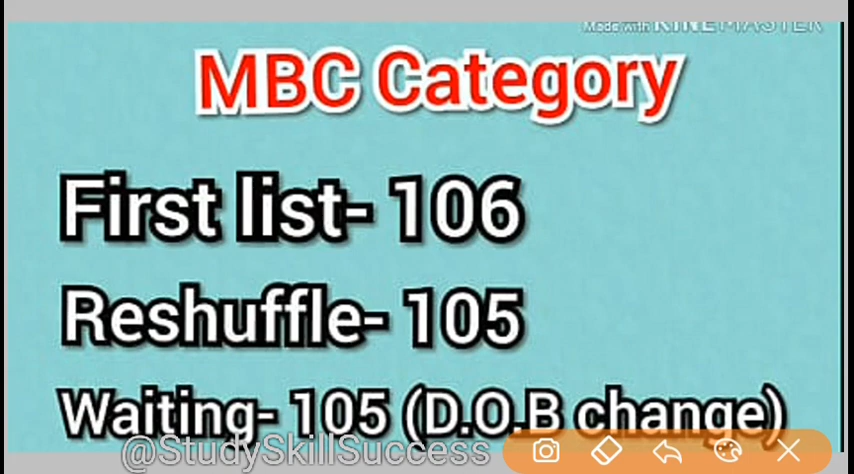 Made with KINEMASTER
MBC Category
First list- 106
Reshuffle- 105
Waiting- 105 (D.O.B change)
@StudySkillSuccess